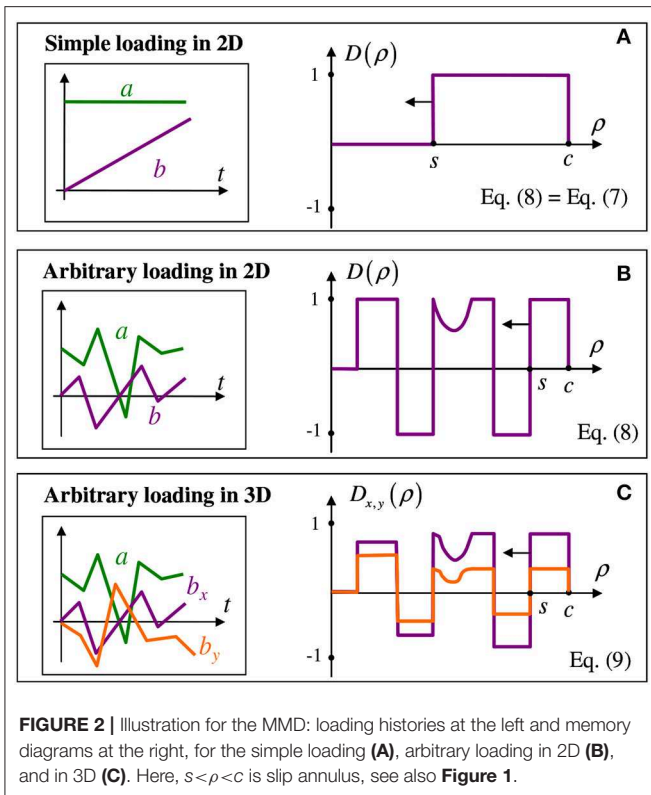 Simple loading in 2D
A
a
b
t
D(ρ)
1
ρ
s
c
-1
Eq. (8) = Eq. (7)
Arbitrary loading in 2D
B
a
t
b
D(ρ)
1
ρ
s
c
-1
Eq. (8)
Arbitrary loading in 3D
C
a
b_x
t
b_y
D_{x,y}(ρ)
1
ρ
s
c
-1
Eq. (9)
FIGURE 2 | Illustration for the MMD: loading histories at the left and memory
diagrams at the right, for the simple loading (A), arbitrary loading in 2D (B),
and in 3D (C). Here, s<ρ<c is slip annulus, see also Figure 1.